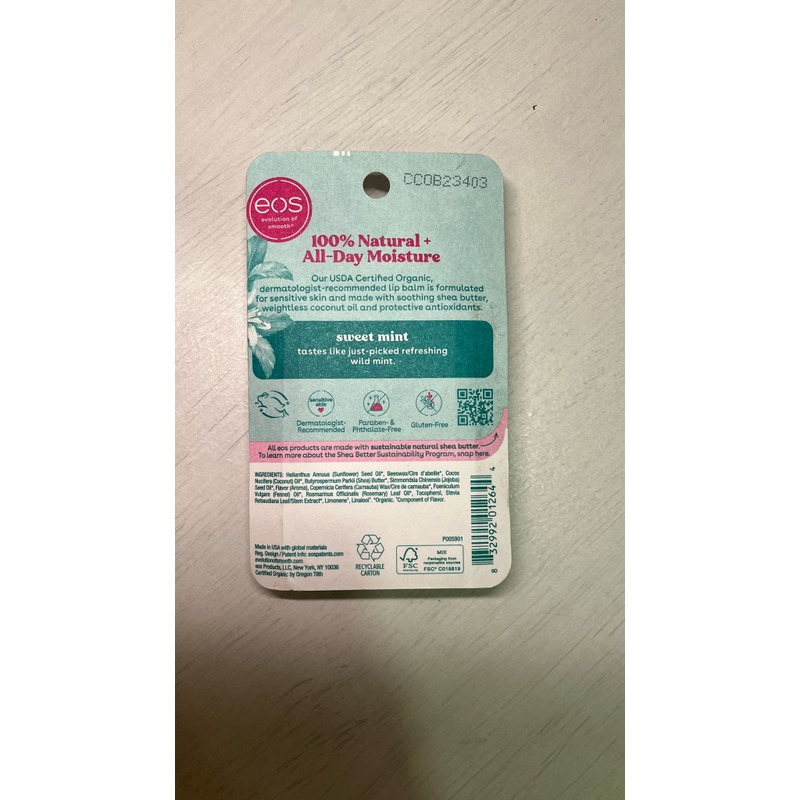 CCOB23403
eos
evolution of
smooth®
100% Natural +
All-Day Moisture
Our USDA Certified Organic,
dermatologist-recommended lip balm is formulated
for sensitive skin and made with soothing shea butter,
weightless coconut oil and protective antioxidants.
sweet mint
tastes like just-picked refreshing
wild mint.
sensitive
skin
Dermatologist-
Recommended
Paraben- &
Phthalate-Free
Gluten-Free
All eos products are made with sustainable natural shea butter.
To learn more about the Shea Better Sustainability Program, snap here.
INGREDIENTS: Helianthus Annuus (Sunflower) Seed Oil*, Beeswax/Cire d'abeille*, Cocos
Nucifera (Coconut) Oil*, Butyrospermum Parkii (Shea) Butter*, Simmondsia Chinensis (Jojoba)
Seed Oil*, Flavor (Aroma), Copernicia Cerifera (Carnauba) Wax/Cire de carnauba*, Foeniculum
Vulgare (Fennel) Oil*, Rosmarinus Officinalis (Rosemary) Leaf Oil*, Tocopherol, Stevia
Rebaudiana Leaf/Stem Extract*, Limonene¹, Linalool¹. *Organic. ¹Component of Flavor.
Made in USA with global materials
Reg. Design / Patent info: eospatents.com
evolutionofsmooth.com
eos Products, LLC, New York, NY 10036
Certified Organic by Oregon Tilth
RECYCLABLE
CARTON
P005901
FSC
MIX
Packaging from
responsible sources
FSC® C018819
32992 01264 4